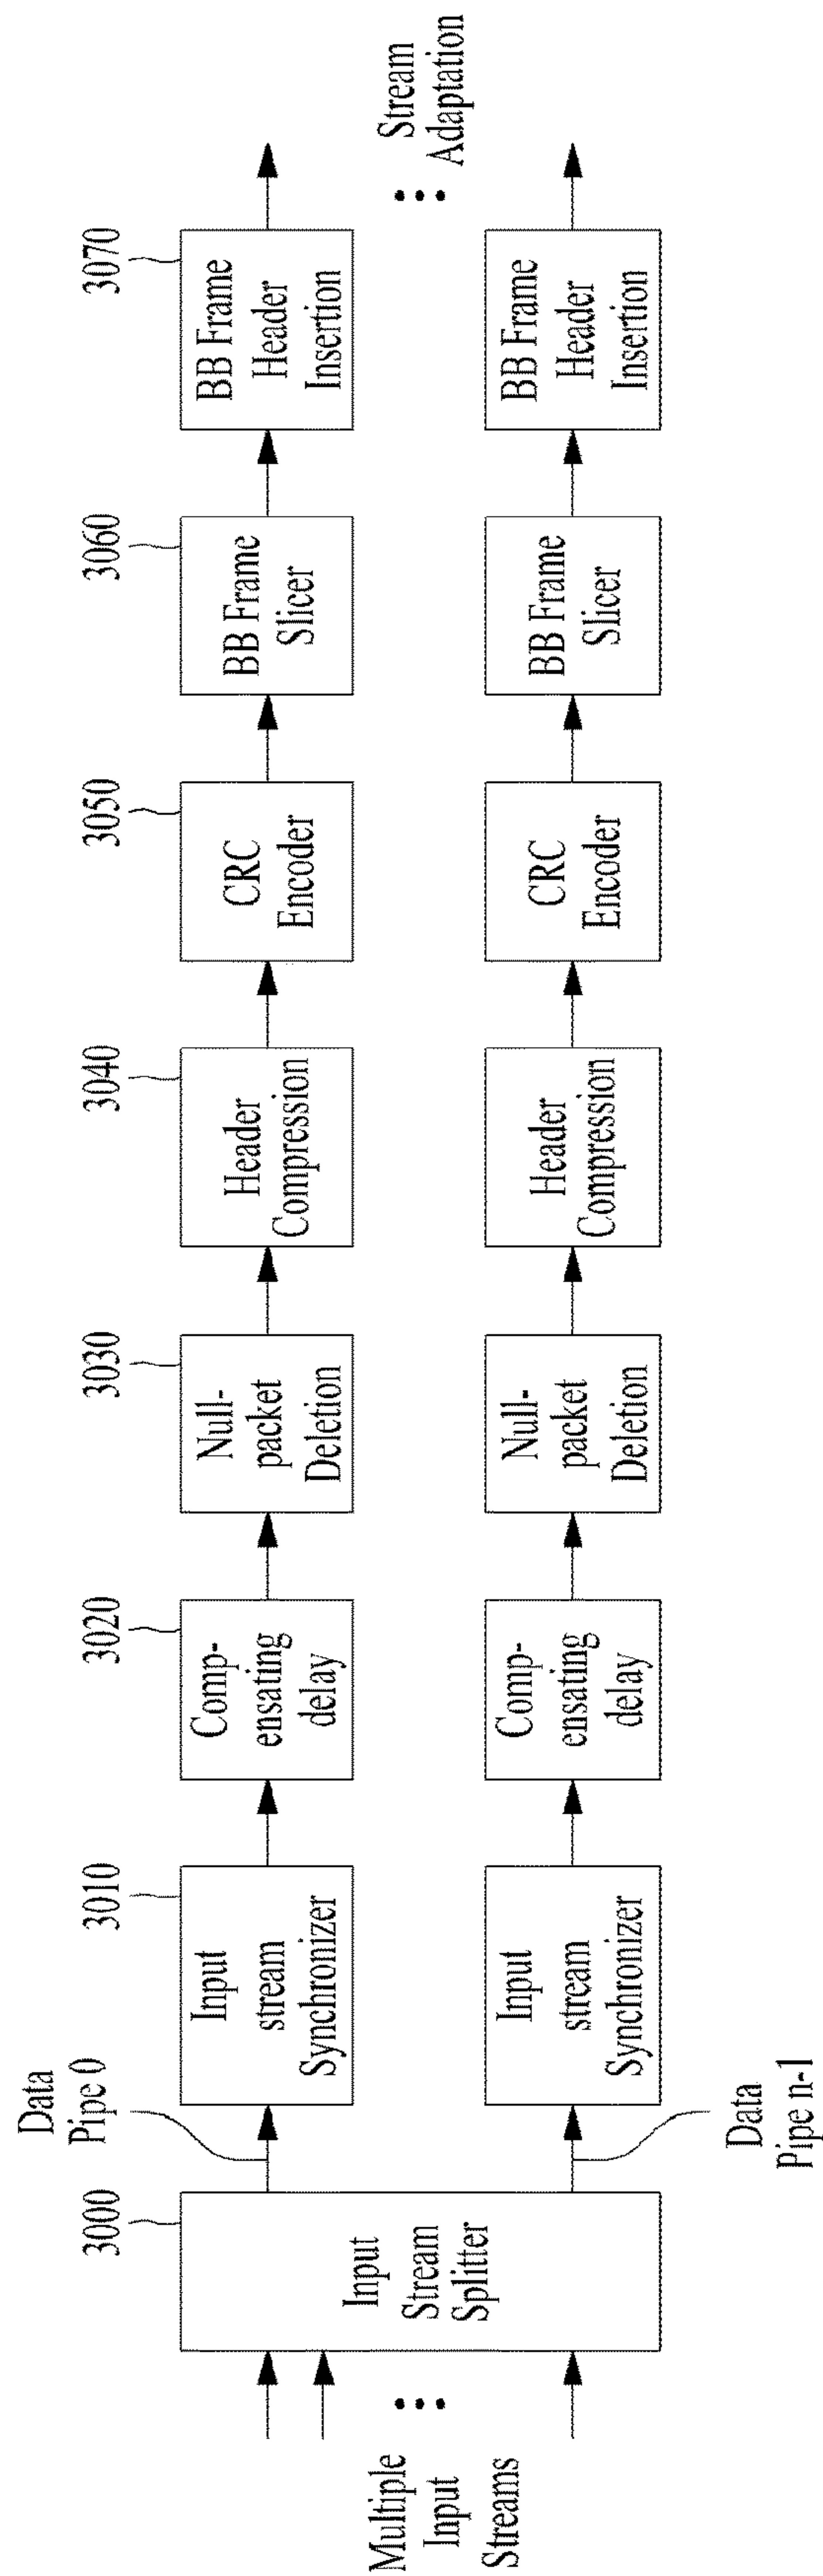 Multiple
Input
Streams
3000
Input
Stream
Splitter
Data
Pipe 0
3010
Input
stream
Synchronizer
3020
Comp-
ensating
delay
3030
Null-
packet
Deletion
3040
Header
Compression
3050
CRC
Encoder
3060
BB Frame
Slicer
3070
BB Frame
Header
Insertion
Stream
Adaptation
Data
Pipe n-1
Input
stream
Synchronizer
Comp-
ensating
delay
Null-
packet
Deletion
Header
Compression
CRC
Encoder
BB Frame
Slicer
BB Frame
Header
Insertion